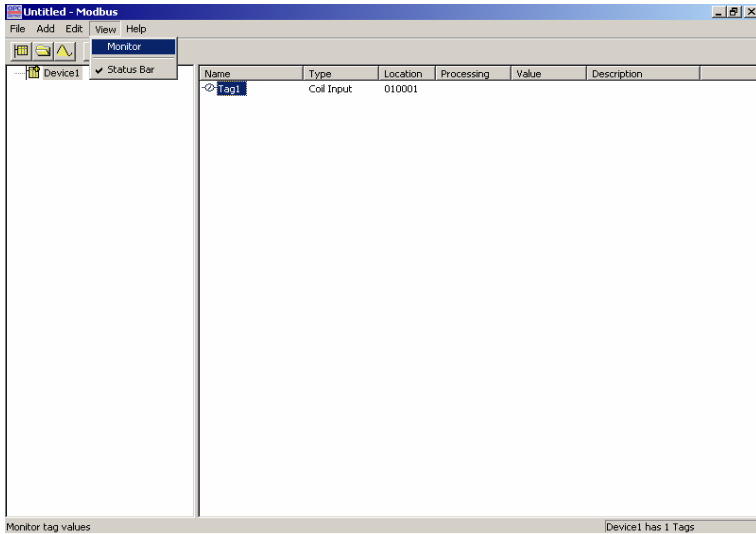 OPC Untitled - Modbus
File Add Edit View Help
Monitor
Status Bar
Device1
Name Type Location Processing Value Description
Tag1 Coil Input 010001
Monitor tag values Device1 has 1 Tags